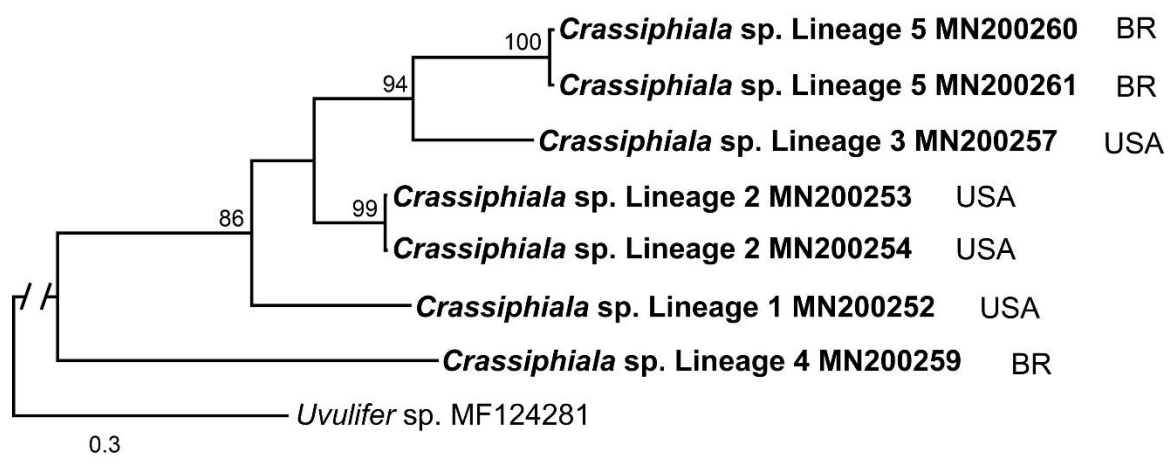 100
Crassiphiala sp. Lineage 5 MN200260 BR
Crassiphiala sp. Lineage 5 MN200261 BR
94
Crassiphiala sp. Lineage 3 MN200257 USA
Crassiphiala sp. Lineage 2 MN200253 USA
99
86
Crassiphiala sp. Lineage 2 MN200254 USA
Crassiphiala sp. Lineage 1 MN200252 USA
Crassiphiala sp. Lineage 4 MN200259 BR
Uvulifer sp. MF124281
0.3